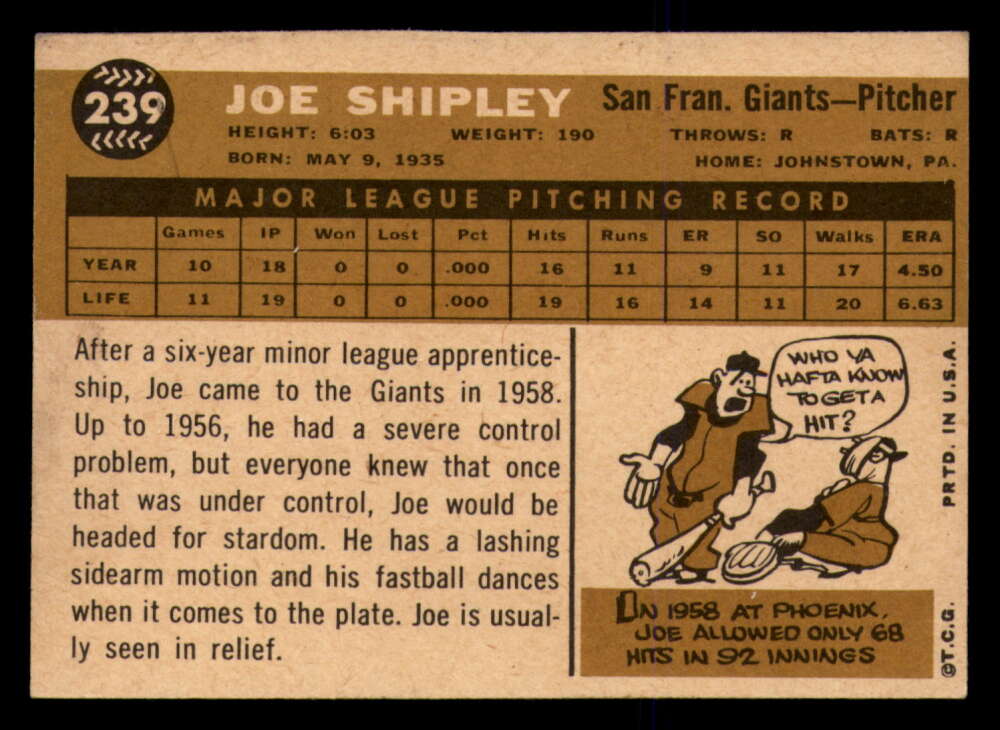 239
JOE SHIPLEY San Fran. Giants—Pitcher
HEIGHT: 6:03 WEIGHT: 190 THROWS: R BATS: R
BORN: MAY 9, 1935 HOME: JOHNSTOWN, PA.
MAJOR LEAGUE PITCHING RECORD
Games IP Won Lost Pct Hits Runs ER SO Walks ERA
YEAR 10 18 0 0 .000 16 11 9 11 17 4.50
LIFE 11 19 0 0 .000 19 16 14 11 20 6.63
After a six-year minor league apprentice-
ship, Joe came to the Giants in 1958.
Up to 1956, he had a severe control
problem, but everyone knew that once
that was under control, Joe would be
headed for stardom. He has a lashing
sidearm motion and his fastball dances
when it comes to the plate. Joe is usual-
ly seen in relief.
WHO YA
HAFTA KNOW
TO GET A
HIT?
IN 1958 AT PHOENIX,
JOE ALLOWED ONLY 68
HITS IN 92 INNINGS
PRTD. IN U.S.A.
©T.C.G.